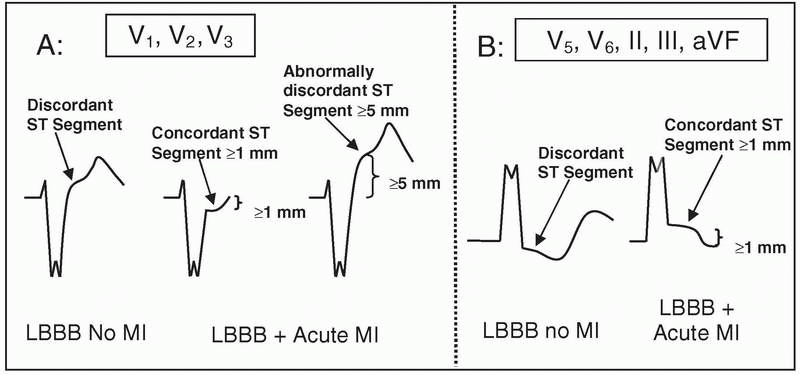 A:
V1, V2, V3
Discordant
ST Segment
Concordant ST
Segment ≥1 mm
≥1 mm
Abnormally
discordant ST
Segment ≥5 mm
≥5 mm
LBBB No MI
LBBB + Acute MI
B:
V5, V6, II, III, aVF
Discordant
ST Segment
Concordant ST
Segment ≥1 mm
≥1 mm
LBBB no MI
LBBB +
Acute MI